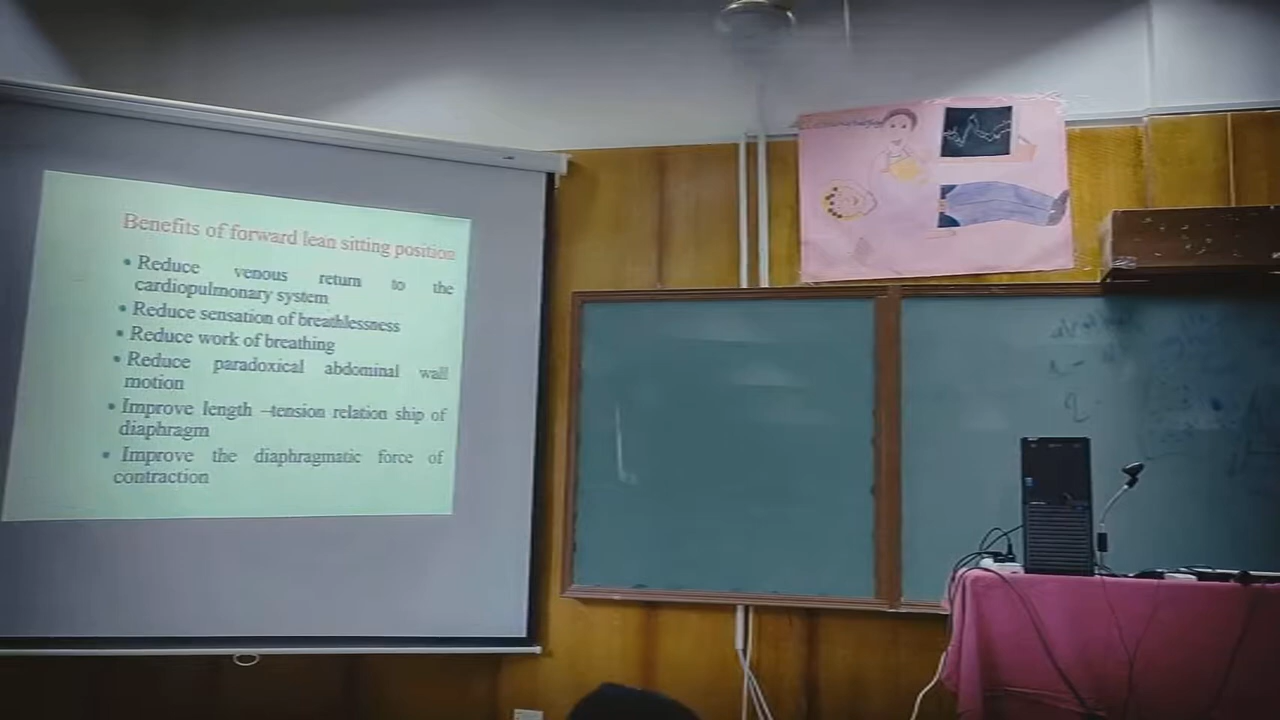 Benefits of forward lean sitting position
• Reduce venous return to the
cardiopulmonary system
• Reduce sensation of breathlessness
• Reduce work of breathing
• Reduce paradoxical abdominal wall
motion
• Improve length –tension relation ship of
diaphragm
• Improve the diaphragmatic force of
contraction